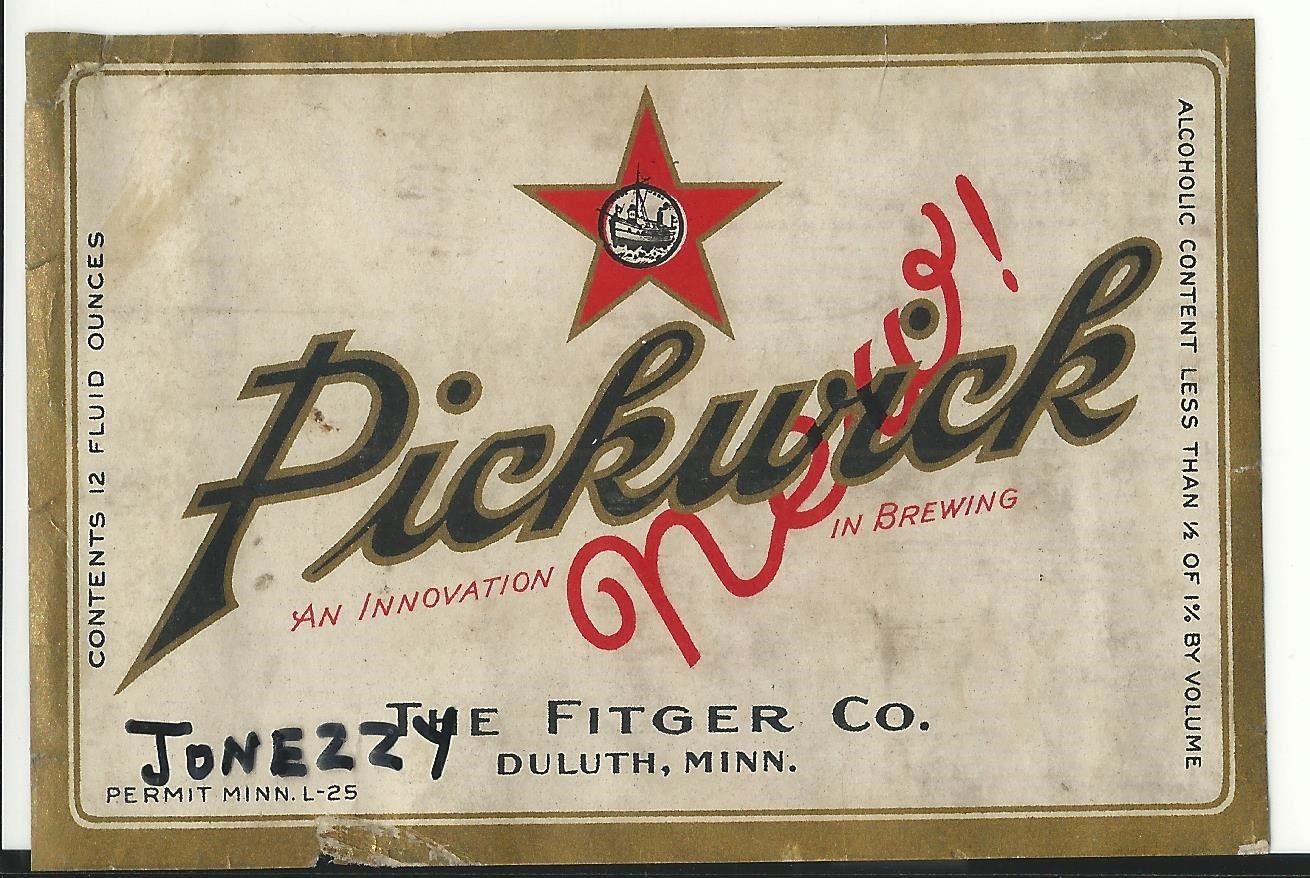 New!
Pickwick
AN INNOVATION IN BREWING
THE FITGER CO.
DULUTH, MINN.
JONEZZY
PERMIT MINN. L-25
CONTENTS 12 FLUID OUNCES
ALCOHOLIC CONTENT LESS THAN ½ OF 1% BY VOLUME